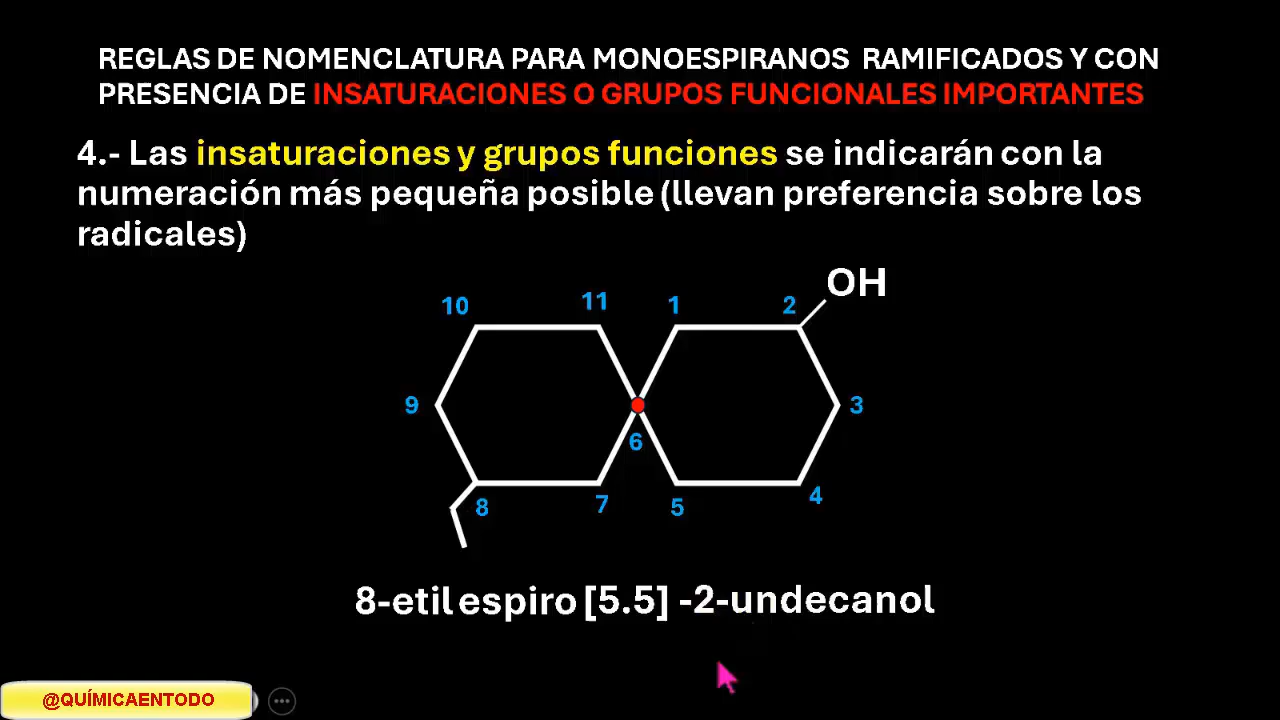 REGLAS DE NOMENCLATURA PARA MONOESPIRANOS RAMIFICADOS Y CON
PRESENCIA DE INSATURACIONES O GRUPOS FUNCIONALES IMPORTANTES
4.- Las insaturaciones y grupos funciones se indicarán con la
numeración más pequeña posible (llevan preferencia sobre los
radicales)
OH
10 11 1 2
9 3
6
8 7 5 4
8-etil espiro [5.5] -2-undecanol
@QUÍMICAENTODO